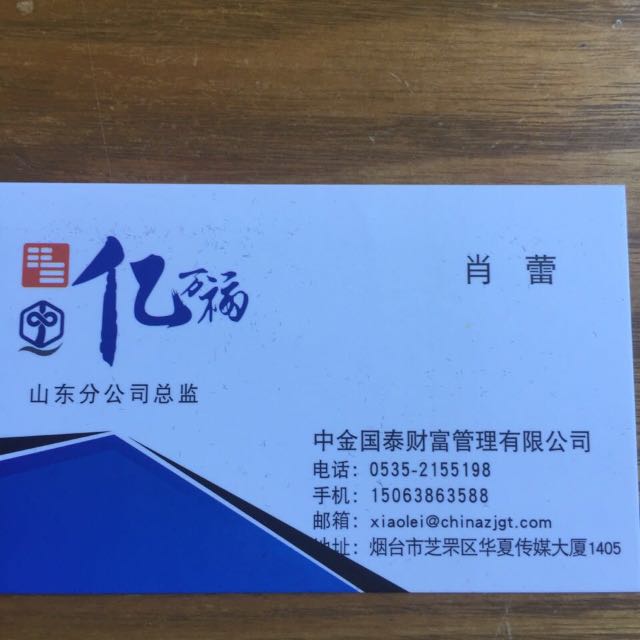 亿万福
肖蕾
山东分公司总监
中金国泰财富管理有限公司
电话：0535-2155198
手机：15063863588
邮箱：xiaolei@chinazjgt.com
地址：烟台市芝罘区华夏传媒大厦1405